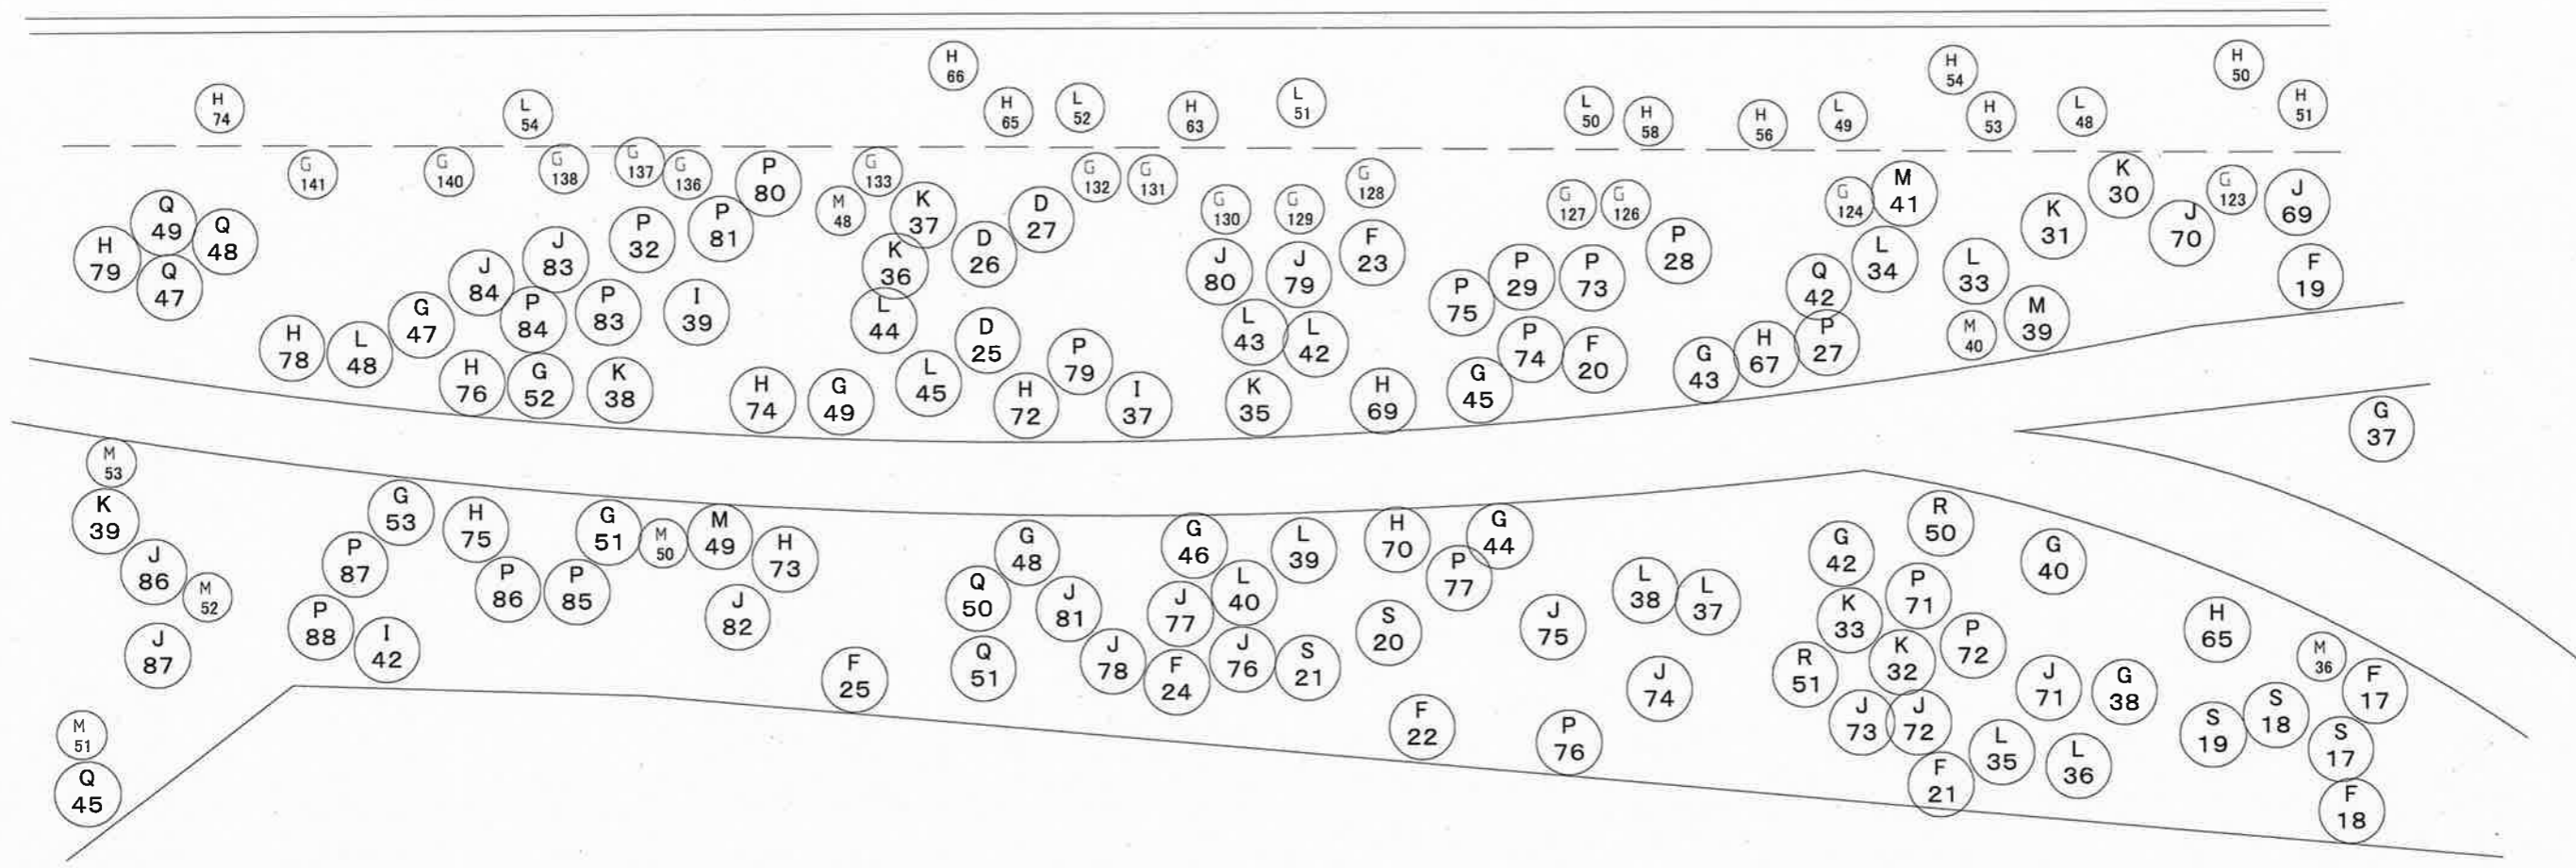 H
66
H
54
H
50
H
74
L
54
H
65
L
52
H
63
L
51
L
50
H
58
H
56
L
49
H
53
L
48
H
51
G
141
G
140
G
138
G
137
G
136
P
80
M
48
G
133
K
37
D
27
G
132
G
131
G
130
G
129
G
128
G
127
G
126
G
124
M
41
K
30
G
123
J
69
Q
49
Q
48
H
79
Q
47
J
84
J
83
P
32
P
81
K
36
D
26
J
80
J
79
F
23
P
75
P
29
P
73
P
28
Q
42
L
34
L
33
K
31
J
70
F
19
H
78
L
48
G
47
P
84
P
83
I
39
L
44
D
25
L
43
L
42
P
74
F
20
G
43
H
67
P
27
M
40
M
39
H
76
G
52
K
38
H
74
G
49
L
45
H
72
P
79
I
37
K
35
H
69
G
45
G
37
M
53
K
39
J
86
M
52
J
87
M
51
Q
45
G
53
P
87
P
88
I
42
H
75
P
86
P
85
G
51
M
50
M
49
H
73
J
82
F
25
G
48
Q
50
J
81
Q
51
J
78
G
46
L
39
J
77
L
40
F
24
J
76
S
21
H
70
P
77
G
44
S
20
F
22
J
75
P
76
L
38
L
37
J
74
R
50
G
42
G
40
K
33
P
71
R
51
K
32
P
72
J
73
J
72
F
21
L
35
L
36
J
71
G
38
H
65
M
36
F
17
S
19
S
18
S
17
F
18